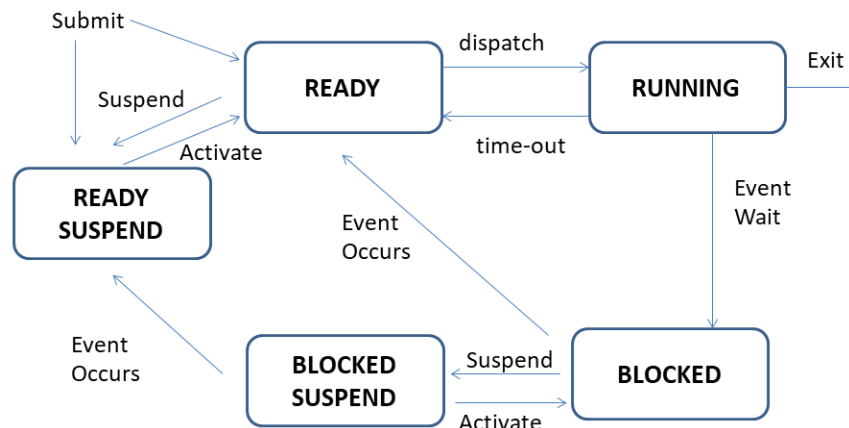 Submit
dispatch
Exit
READY
RUNNING
Suspend
Activate
time-out
READY
SUSPEND
Event
Wait
Event
Occurs
Event
Occurs
BLOCKED
SUSPEND
Suspend
BLOCKED
Activate